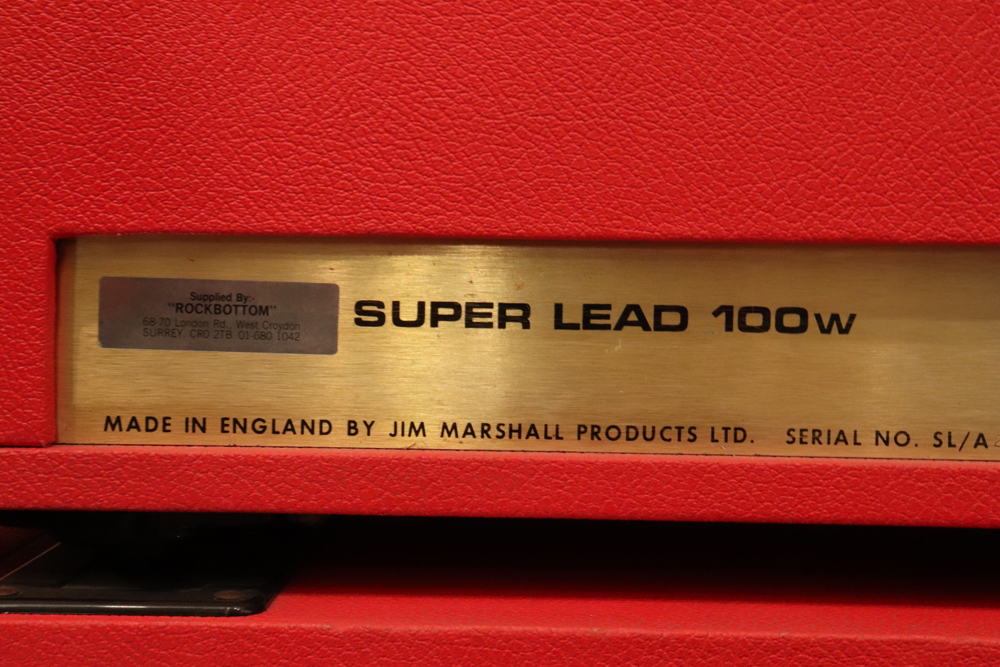 Supplied By:-
"ROCKBOTTOM"
68-70 London Rd., West Croydon
SURREY. CR0 2TB 01-680 1042
SUPER LEAD 100w
MADE IN ENGLAND BY JIM MARSHALL PRODUCTS LTD. SERIAL NO. SL/A